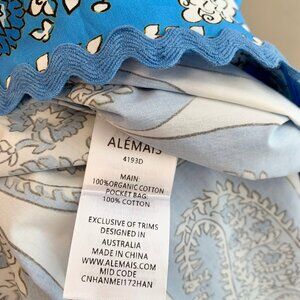 ALÉMAIS
4193D
MAIN:
100%ORGANIC COTTON
POCKET BAG:
100% COTTON
EXCLUSIVE OF TRIMS
DESIGNED IN
AUSTRALIA
MADE IN CHINA
WWW.ALEMAIS.COM
MID CODE
CNHANMEI172HAN